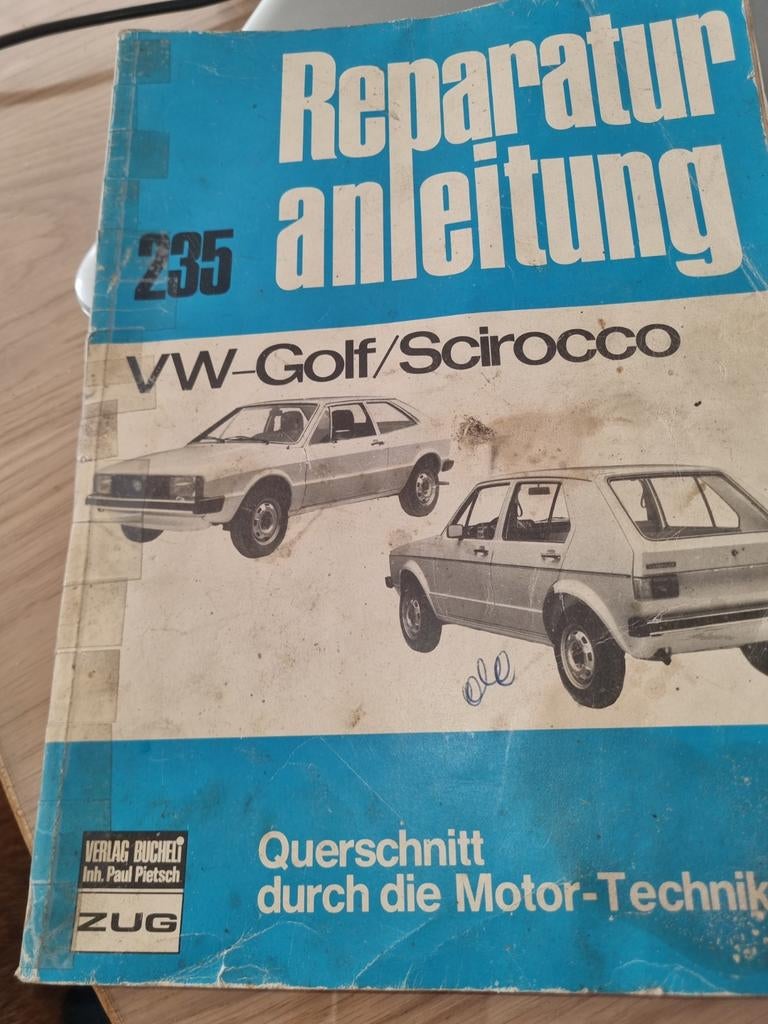 Reparatur
anleitung
235
VW-Golf/Scirocco
VERLAG BUCHELI
Inh. Paul Pietsch
ZUG
Querschnitt
durch die Motor-Technik